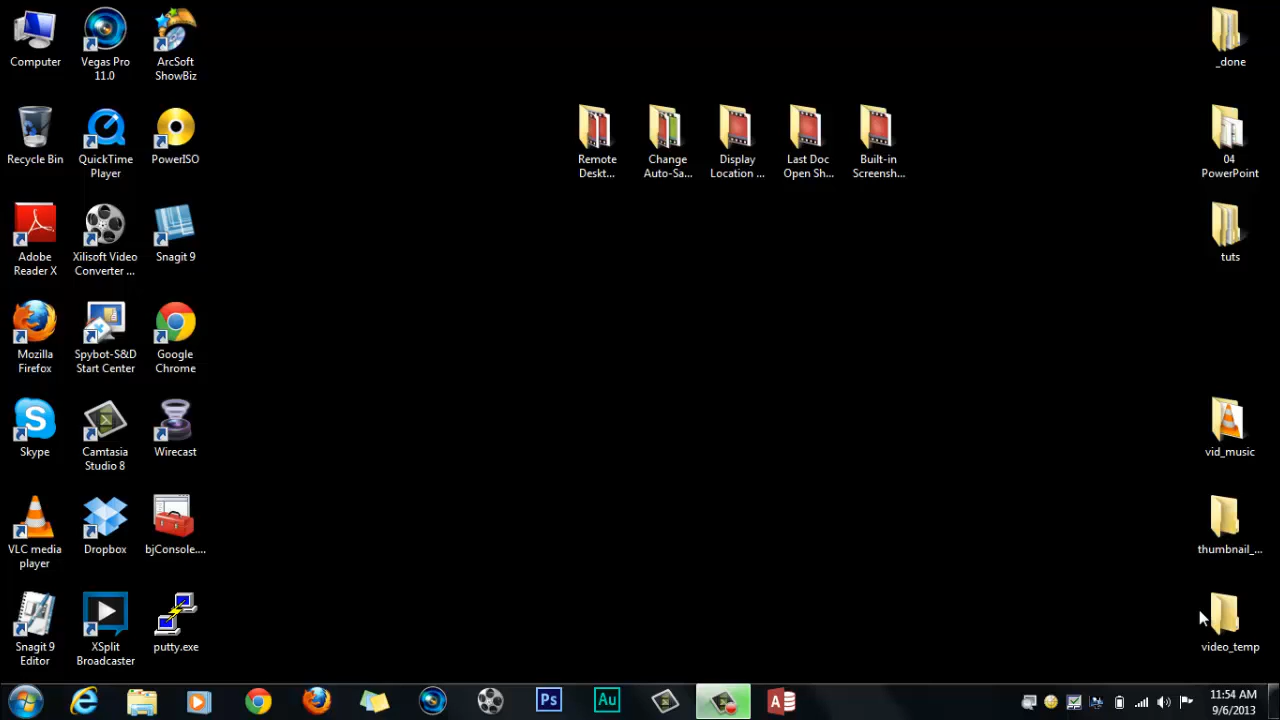 Computer
Vegas Pro
11.0
ArcSoft
ShowBiz
_done
Recycle Bin
QuickTime
Player
PowerISO
Remote
Deskt...
Change
Auto-Sa...
Display
Location ...
Last Doc
Open Sh...
Built-in
Screensh...
04
PowerPoint
Adobe
Reader X
Xilisoft Video
Converter ...
Snagit 9
tuts
Mozilla
Firefox
Spybot-S&D
Start Center
Google
Chrome
Skype
Camtasia
Studio 8
Wirecast
vid_music
VLC media
player
Dropbox
bjConsole....
thumbnail_...
Snagit 9
Editor
XSplit
Broadcaster
putty.exe
video_temp
Ps
Au
11:54 AM
9/6/2013